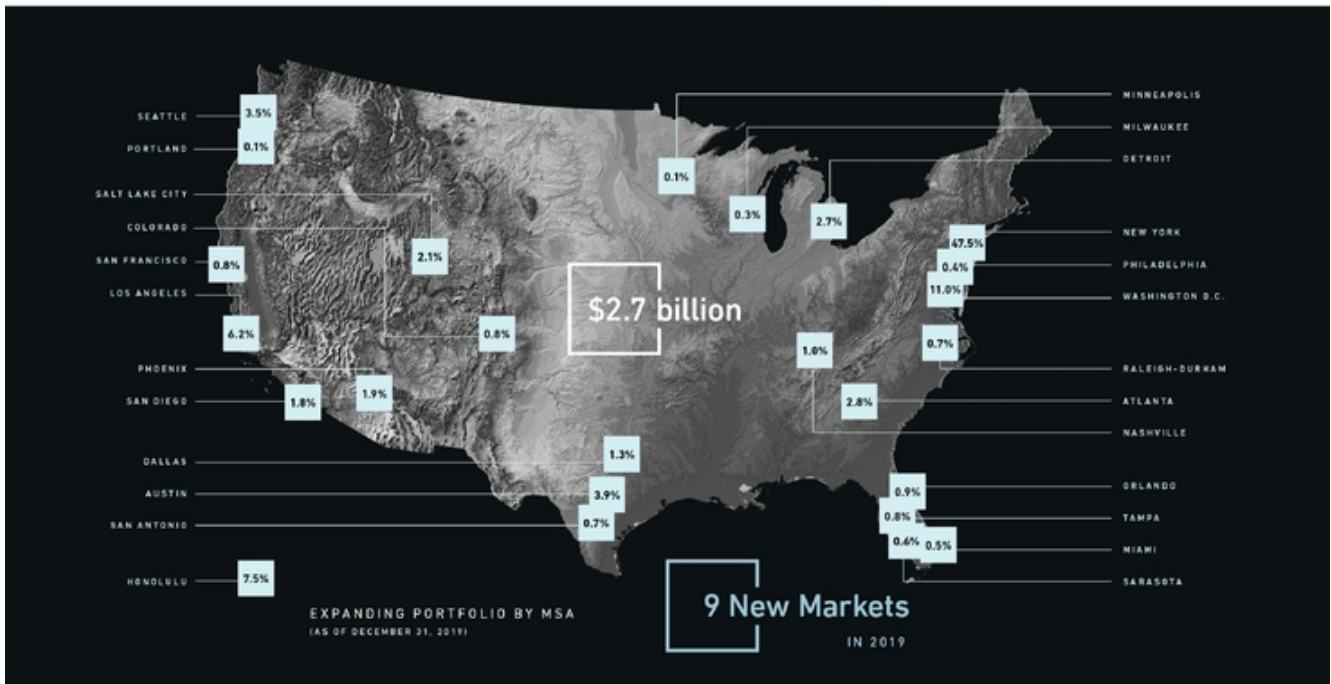 SEATTLE
3.5%
PORTLAND
0.1%
SALT LAKE CITY
2.1%
COLORADO
0.8%
SAN FRANCISCO
0.8%
LOS ANGELES
6.2%
PHOENIX
1.9%
SAN DIEGO
1.8%
DALLAS
1.3%
AUSTIN
3.9%
SAN ANTONIO
0.7%
HONOLULU
7.5%
$2.7 billion
MINNEAPOLIS
0.1%
MILWAUKEE
0.3%
DETROIT
2.7%
NEW YORK
47.5%
PHILADELPHIA
0.4%
WASHINGTON D.C.
11.0%
RALEIGH-DURHAM
0.7%
ATLANTA
2.8%
NASHVILLE
1.0%
ORLANDO
0.9%
TAMPA
0.8%
MIAMI
0.5%
SARASOTA
0.6%
EXPANDING PORTFOLIO BY MSA
(AS OF DECEMBER 31, 2019)
9 New Markets
IN 2019